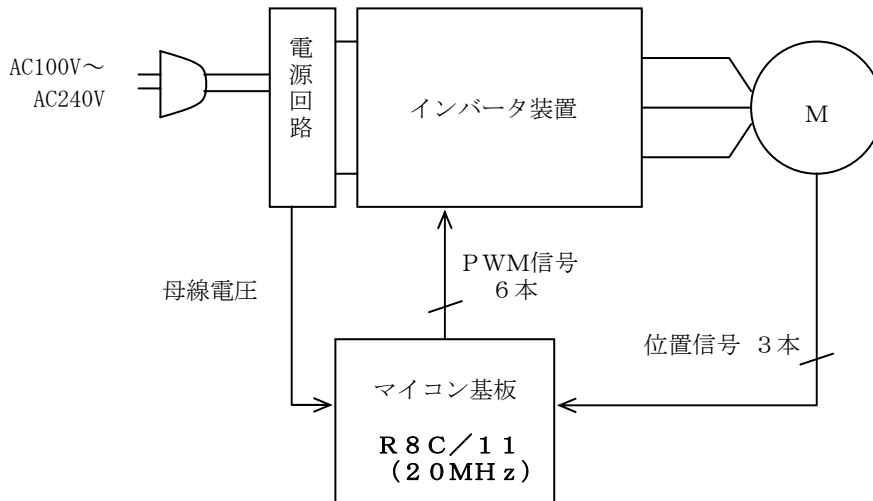 AC100V～
AC240V
電源回路
インバータ装置
M
母線電圧
PWM信号
6本
位置信号 3本
マイコン基板
R8C／11
(20MHz)